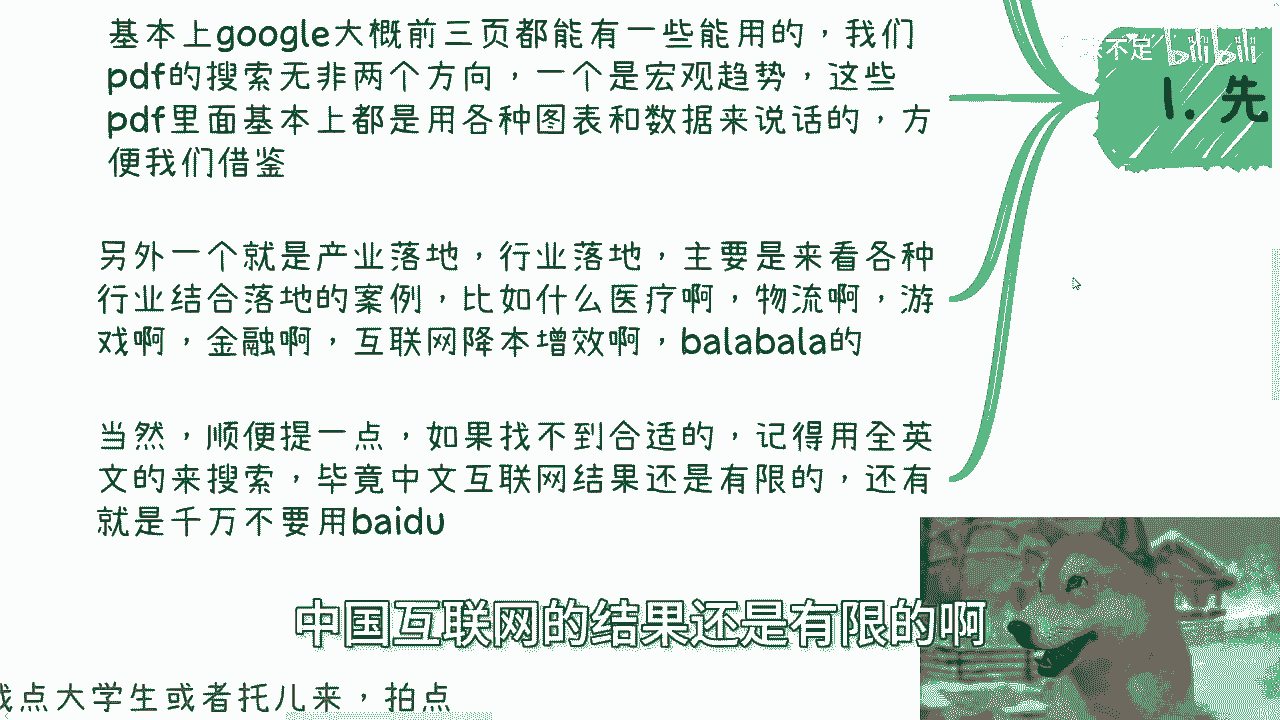 基本上google大概前三页都能有一些能用的，我们
pdf的搜索无非两个方向，一个是宏观趋势，这些
pdf里面基本上都是用各种图表和数据来说话的，方
便我们借鉴
不足 bilibili
1. 先
另外一个就是产业落地，行业落地，主要是来看各种
行业结合落地的案例，比如什么医疗啊，物流啊，游
戏啊，金融啊，互联网降本增效啊，balabala的
当然，顺便提一点，如果找不到合适的，记得用全英
文的来搜索，毕竟中文互联网结果还是有限的，还有
就是千万不要用baidu
中国互联网的结果还是有限的啊
点大学生或者托儿来，拍点